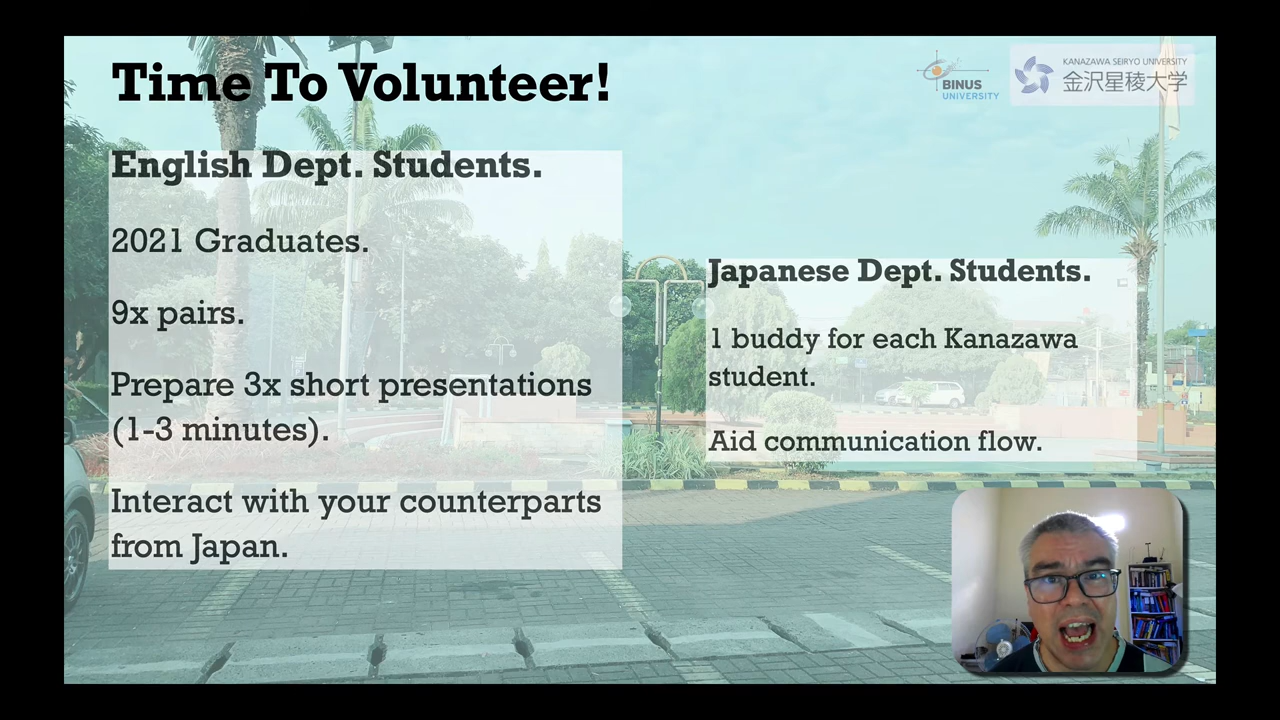 Time To Volunteer!
BINUS
UNIVERSITY
KANAZAWA SEIRYO UNIVERSITY
金沢星稜大学
English Dept. Students.
2021 Graduates.
9x pairs.
Prepare 3x short presentations
(1-3 minutes).
Interact with your counterparts
from Japan.
Japanese Dept. Students.
1 buddy for each Kanazawa
student.
Aid communication flow.